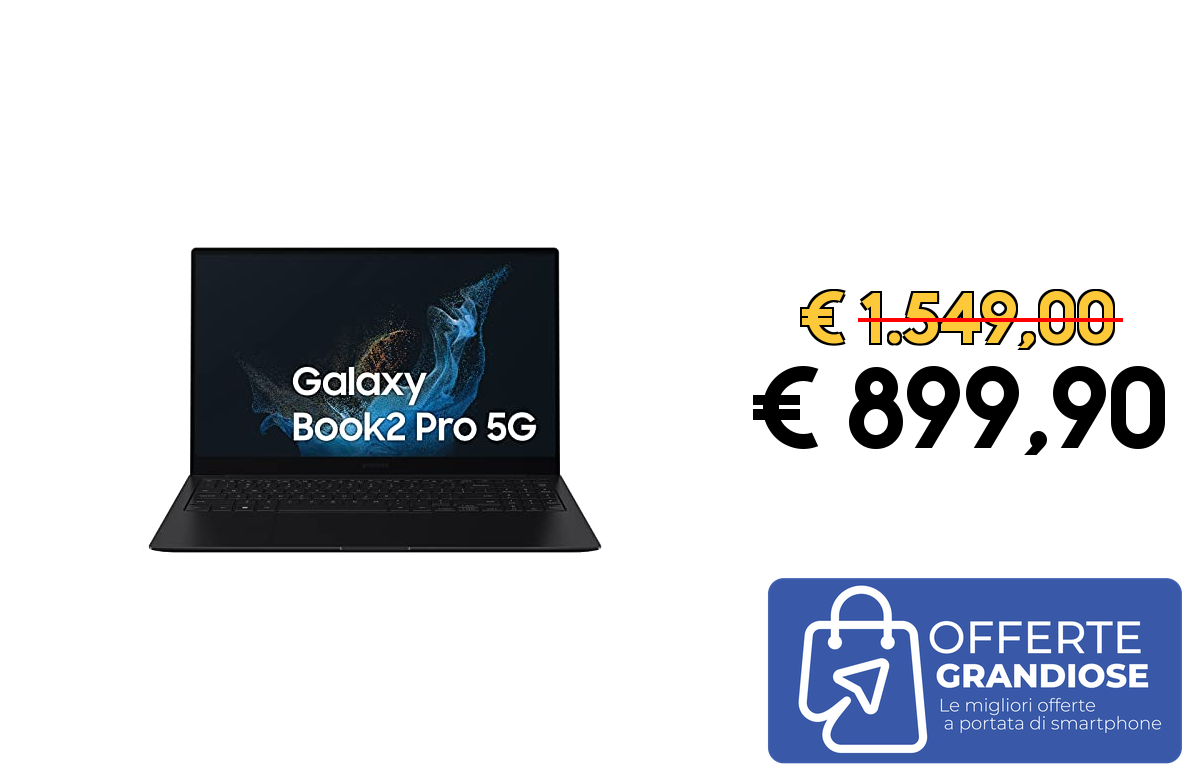 Galaxy
Book2 Pro 5G
€ 1.549,00
€ 899,90
OFFERTE
GRANDIOSE
Le migliori offerte
a portata di smartphone